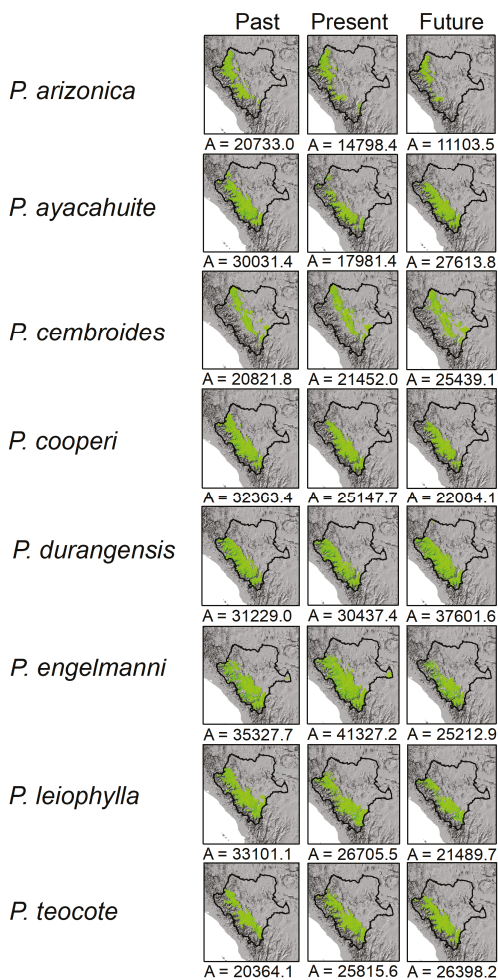 Past Present Future
P. arizonica
A = 20733.0 A = 14798.4 A = 11103.5
P. ayacahuite
A = 30031.4 A = 17981.4 A = 27613.8
P. cembroides
A = 20821.8 A = 21452.0 A = 25439.1
P. cooperi
A = A = 25147.7 A =
P. durangensis
A = 31229.0 A = 30437.4 A = 37601.6
P. engelmanni
A = 35327.7 A = 41327.2 A = 25212.9
P. leiophylla
A = 33101.1 A = 26705.5 A = 21489.7
P. teocote
A = 20364.1 A = 25815.6 A = 26398.2